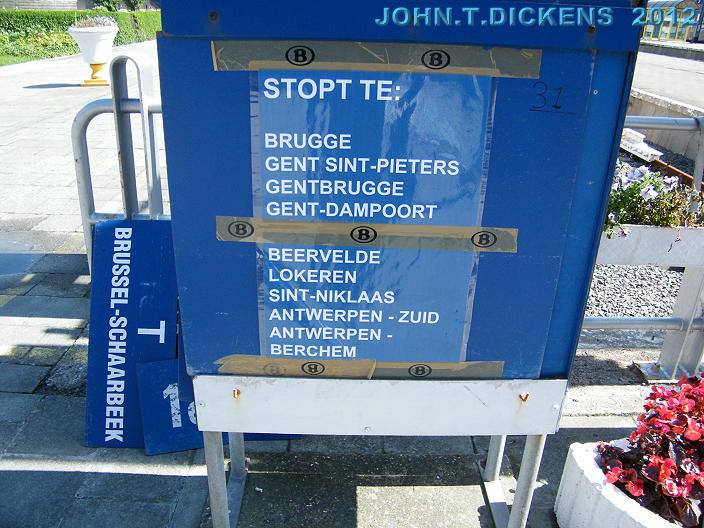 JOHN.T.DICKENS 2012
B B
STOPT TE:
31
BRUGGE
GENT SINT-PIETERS
GENTBRUGGE
GENT-DAMPOORT
B B B
BEERVELDE
LOKEREN
SINT-NIKLAAS
ANTWERPEN - ZUID
ANTWERPEN -
BERCHEM
B B
BRUSSEL-SCHAARBEEK
T